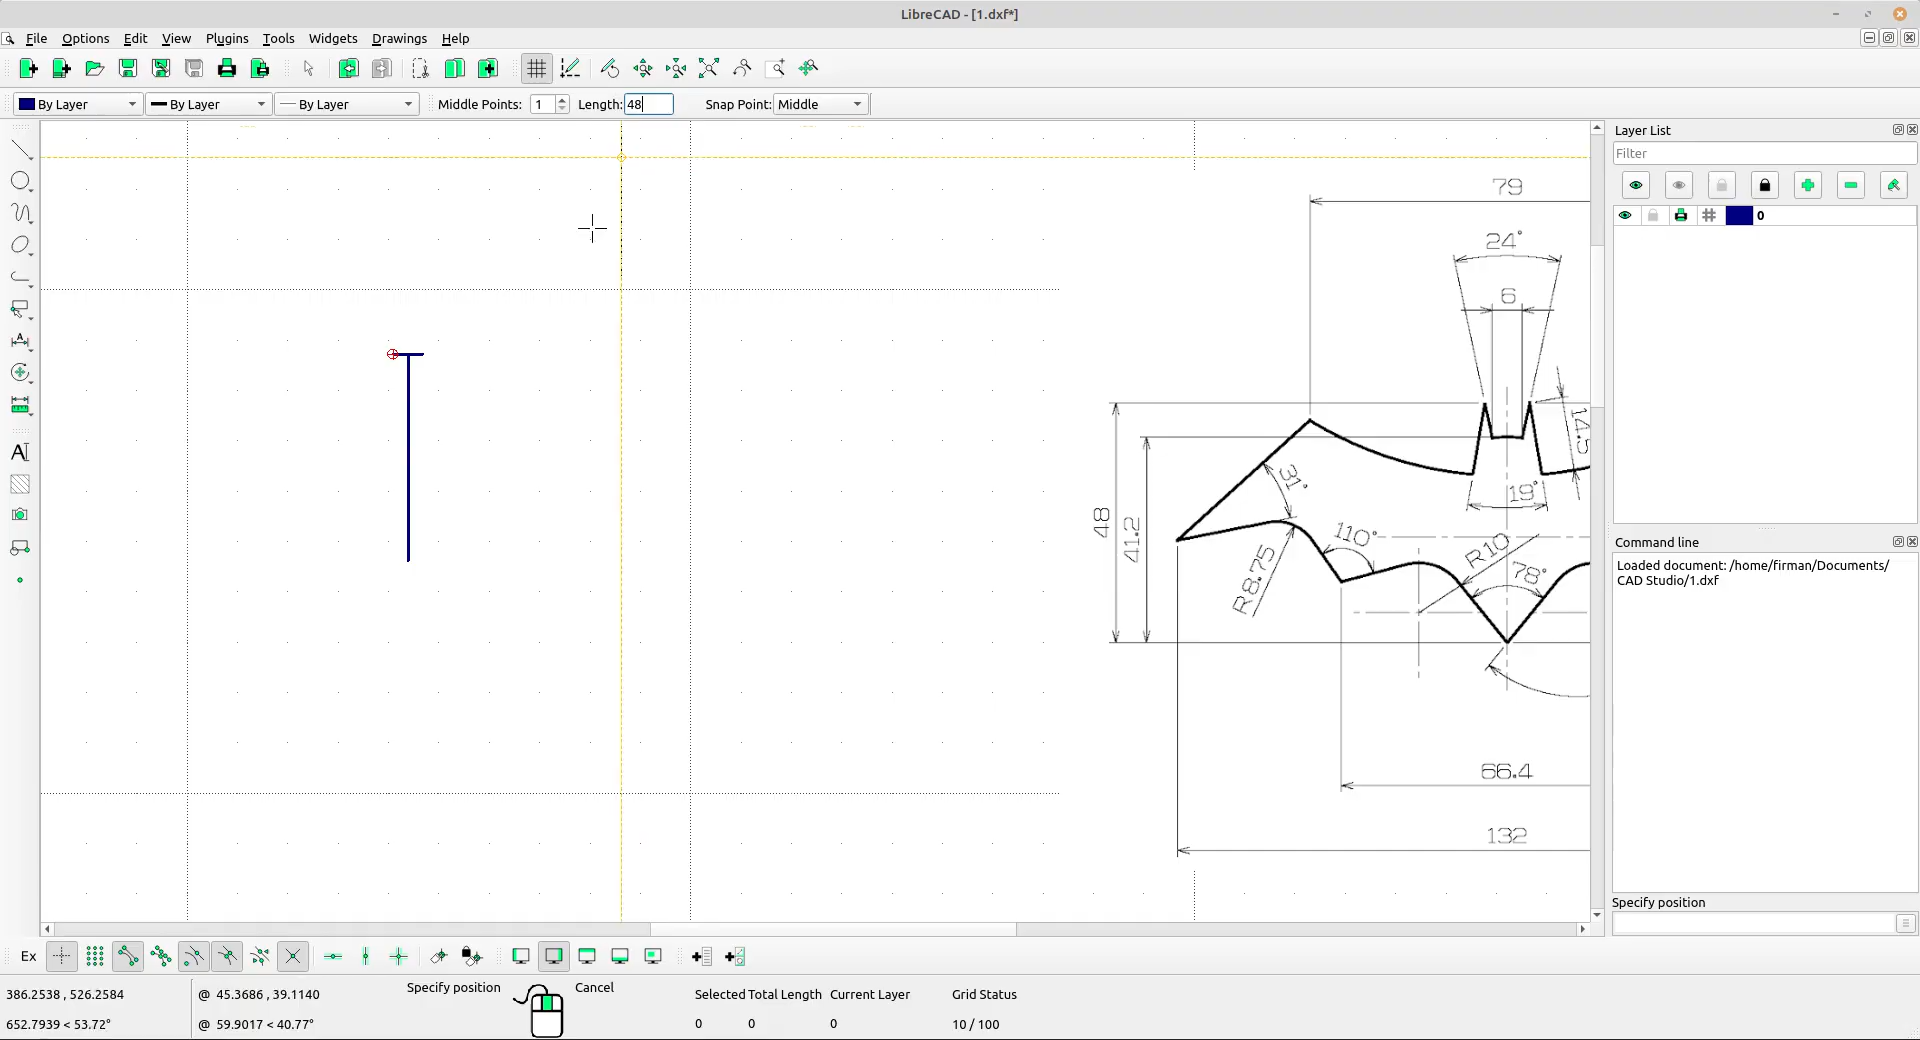 LibreCAD - [1.dxf*]
File Options Edit View Plugins Tools Widgets Drawings Help
By Layer By Layer By Layer Middle Points: 1 Length: 48 Snap Point: Middle
Layer List
Filter
0
79
24°
6
14.5
31°
19°
48
41.2
110°
R10
78°
R8.75
66.4
132
Command line
Loaded document: /home/firman/Documents/
CAD Studio/1.dxf
Specify position
Ex
386.2538 , 526.2584 @ 45.3686 , 39.1140 Specify position Cancel Selected Total Length Current Layer Grid Status
652.7939 < 53.72° @ 59.9017 < 40.77° 0 0 0 10 / 100